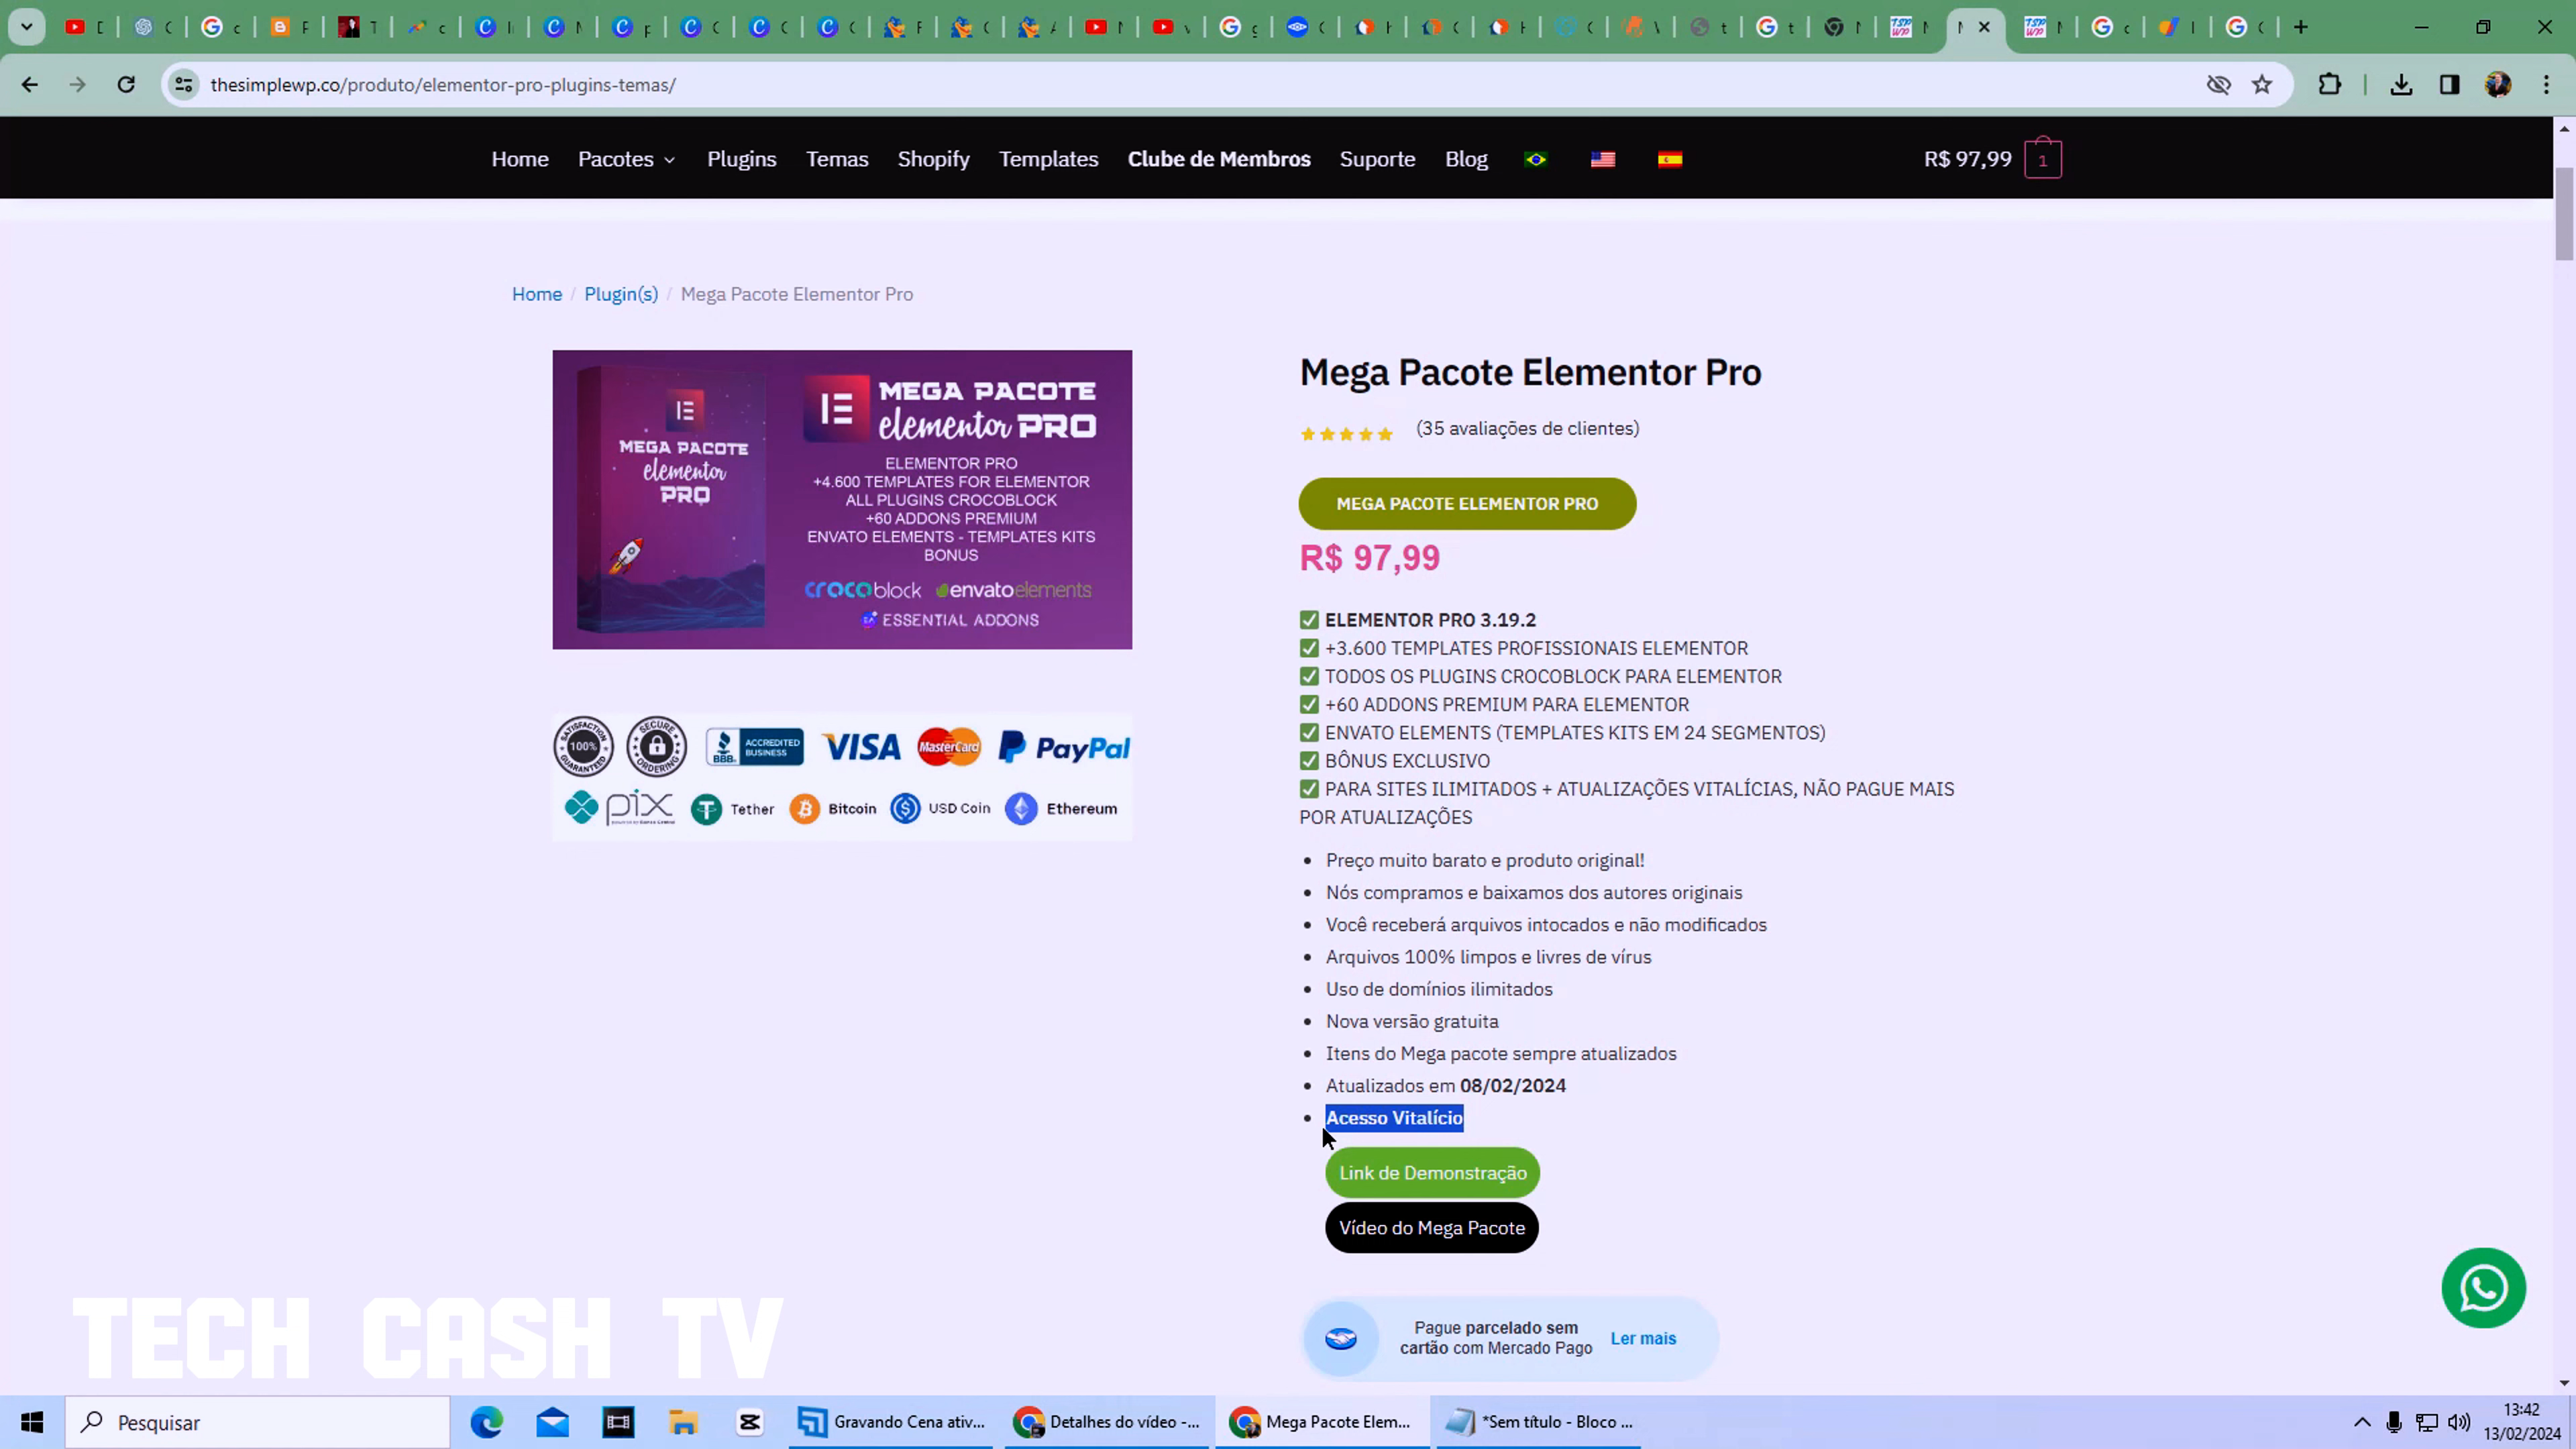 thesimplewp.co/produto/elementor-pro-plugins-temas/
Home Pacotes Plugins Temas Shopify Templates Clube de Membros Suporte Blog R$ 97,99 1
Home / Plugin(s) / Mega Pacote Elementor Pro
MEGA PACOTE
elementor
PRO
MEGA PACOTE
elementor PRO
ELEMENTOR PRO
+4.600 TEMPLATES FOR ELEMENTOR
ALL PLUGINS CROCOBLOCK
+60 ADDONS PREMIUM
ENVATO ELEMENTS - TEMPLATES KITS
BONUS
crocoblock envatoelements
ESSENTIAL ADDONS
SATISFACTION 100% GUARANTEED SECURE ORDERING BBB ACCREDITED BUSINESS VISA MasterCard PayPal
pix Tether Bitcoin USD Coin Ethereum
Mega Pacote Elementor Pro
(35 avaliações de clientes)
MEGA PACOTE ELEMENTOR PRO
R$ 97,99
ELEMENTOR PRO 3.19.2
+3.600 TEMPLATES PROFISSIONAIS ELEMENTOR
TODOS OS PLUGINS CROCOBLOCK PARA ELEMENTOR
+60 ADDONS PREMIUM PARA ELEMENTOR
ENVATO ELEMENTS (TEMPLATES KITS EM 24 SEGMENTOS)
BÔNUS EXCLUSIVO
PARA SITES ILIMITADOS + ATUALIZAÇÕES VITALÍCIAS, NÃO PAGUE MAIS
POR ATUALIZAÇÕES
• Preço muito barato e produto original!
• Nós compramos e baixamos dos autores originais
• Você receberá arquivos intocados e não modificados
• Arquivos 100% limpos e livres de vírus
• Uso de domínios ilimitados
• Nova versão gratuita
• Itens do Mega pacote sempre atualizados
• Atualizados em 08/02/2024
• Acesso Vitalício
Link de Demonstração
Vídeo do Mega Pacote
Pague parcelado sem
cartão com Mercado Pago
Ler mais
TECH CASH TV
Pesquisar
Gravando Cena ativ...
Detalhes do vídeo -...
Mega Pacote Elem...
*Sem título - Bloco ...
13:42
13/02/2024